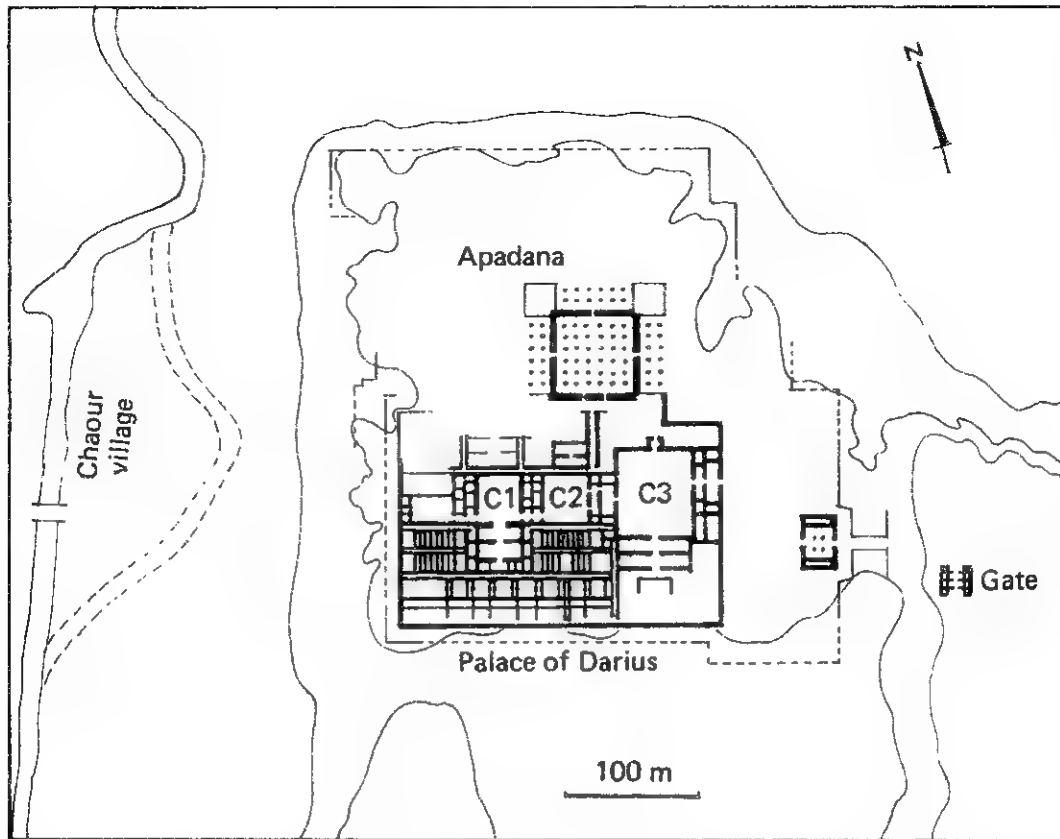 N
Apadana
Chaour
village
C1
C2
C3
Gate
Palace of Darius
100 m